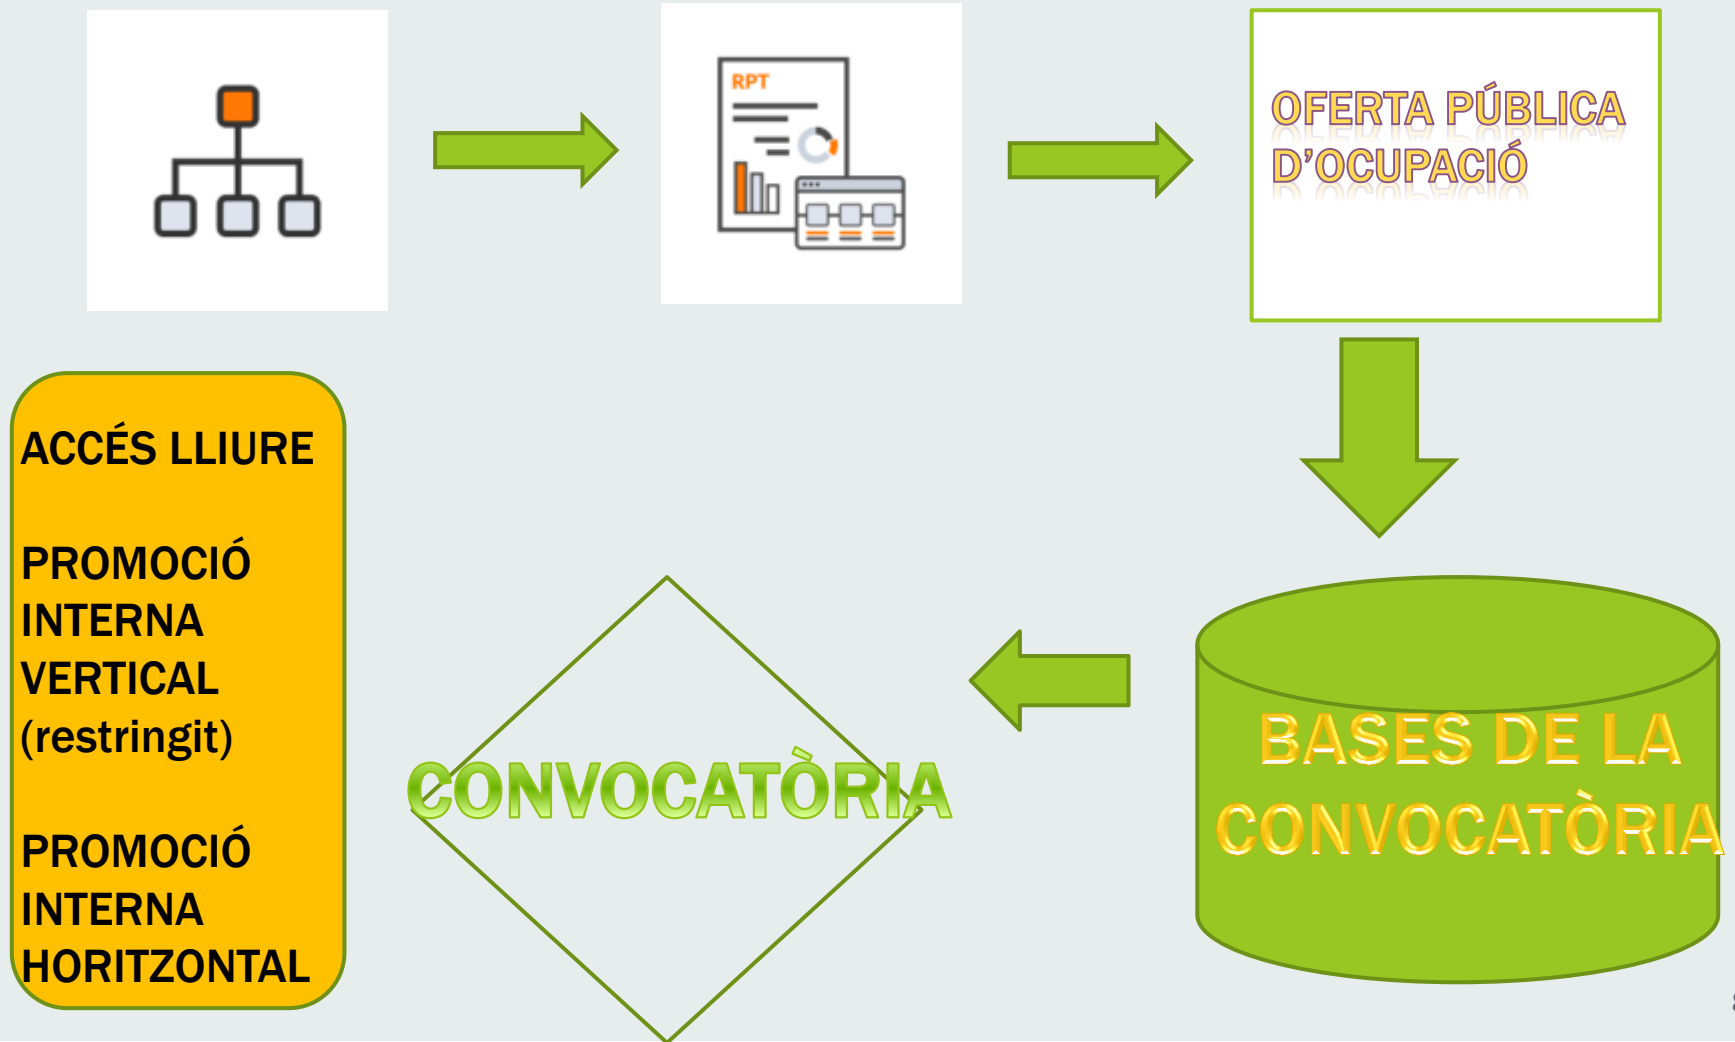 RPT
OFERTA PÚBLICA
D’OCUPACIÓ
ACCÉS LLIURE
PROMOCIÓ
INTERNA
VERTICAL
(restringit)
PROMOCIÓ
INTERNA
HORITZONTAL
CONVOCATÒRIA
BASES DE LA
CONVOCATÒRIA